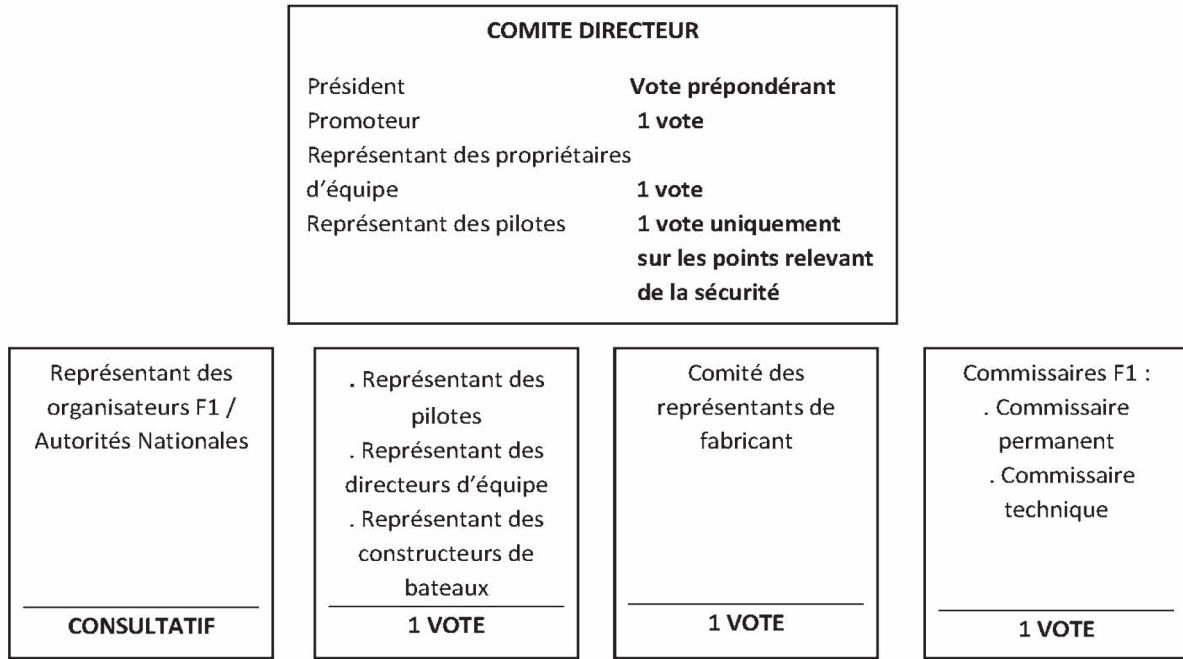 COMITE DIRECTEUR
Président Vote prépondérant
Promoteur 1 vote
Représentant des propriétaires
d'équipe 1 vote
Représentant des pilotes 1 vote uniquement
sur les points relevant
de la sécurité
Représentant des
organisateurs F1 /
Autorités Nationales
CONSULTATIF
. Représentant des
pilotes
. Représentant des
directeurs d'équipe
. Représentant des
constructeurs de
bateaux
1 VOTE
Comité des
représentants de
fabricant
1 VOTE
Commissaires F1 :
. Commissaire
permanent
. Commissaire
technique
1 VOTE